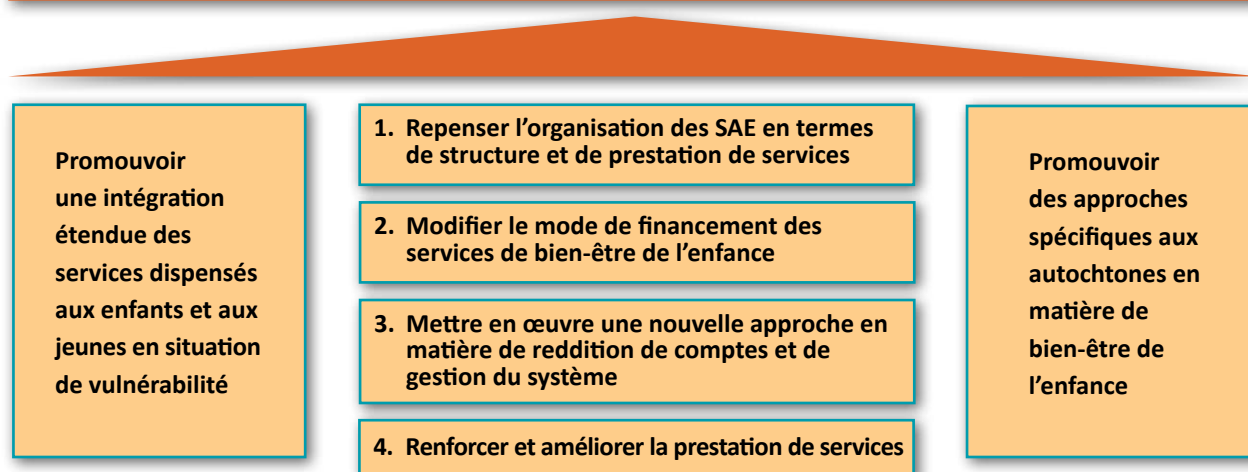 Promouvoir
une intégration
étendue des
services dispensés
aux enfants et aux
jeunes en situation
de vulnérabilité
1. Repenser l’organisation des SAE en termes
de structure et de prestation de services
2. Modifier le mode de financement des
services de bien-être de l’enfance
3. Mettre en œuvre une nouvelle approche en
matière de reddition de comptes et de
gestion du système
4. Renforcer et améliorer la prestation de services
Promouvoir
des approches
spécifiques aux
autochtones en
matière de
bien-être de
l’enfance